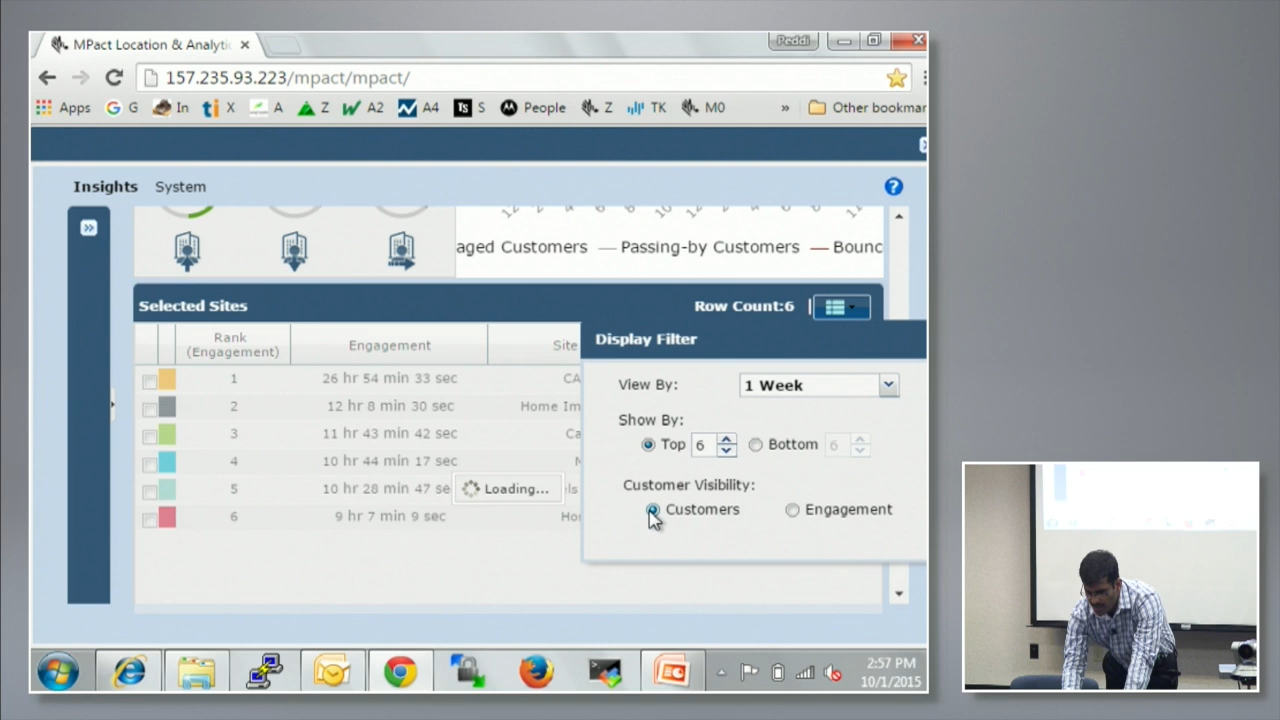 MPact Location & Analytic
Peddi
157.235.93.223/mpact/mpact/
Apps G In X A Z A2 A4 TS S People Z TK M0 » Other bookmar
Insights System
?
aged Customers — Passing-by Customers — Bounc
Selected Sites Row Count:6
Rank
(Engagement) Engagement Site
Display Filter
1 26 hr 54 min 33 sec CA
2 12 hr 8 min 30 sec Home Im
3 11 hr 43 min 42 sec Ca
4 10 hr 44 min 17 sec
5 10 hr 28 min 47 se els
6 9 hr 7 min 9 sec Ho
Loading...
View By: 1 Week
Show By:
Top 6 Bottom 6
Customer Visibility:
Customers Engagement
2:57 PM
10/1/2015